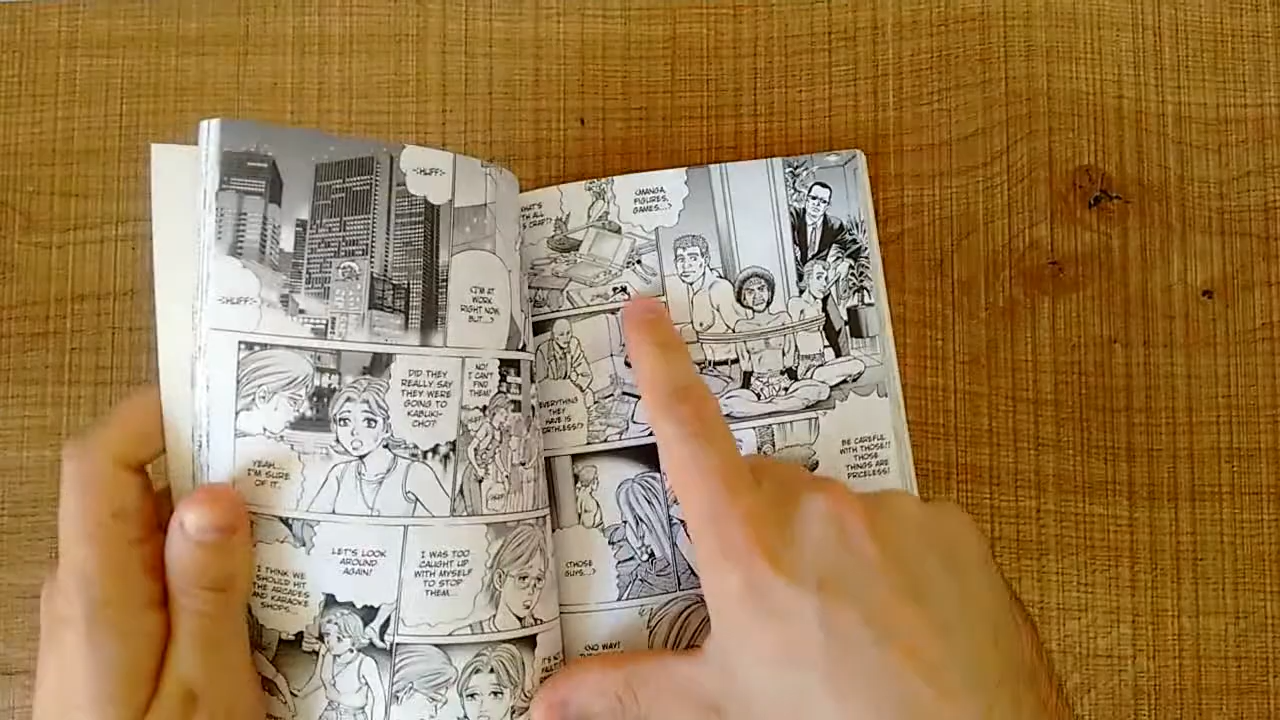 <MANGA,
FIGURES,
GAMES...?
EVERYTHING
THEY
HAVE IS
BE CAREFUL
WITH THOSE!!
THOSE
THINGS ARE
PRICELESS!
<THOSE
GUYS...?
<NO WAY!
-:HUFF:-
-:HUFF:-
<I'M AT
WORK
RIGHT NOW,
BUT...?
NO!
I CAN'T
FIND
THEM!
DID THEY
REALLY SAY
THEY WERE
GOING TO
KABUKI-
CHO?
YEAH...
I'M SURE
OF IT.
I WAS TOO
CAUGHT UP
WITH MYSELF
TO STOP
THEM...
LET'S LOOK
AROUND
AGAIN!
I THINK WE
SHOULD HIT
THE ARCADES
AND KARAOKE
SHOPS...